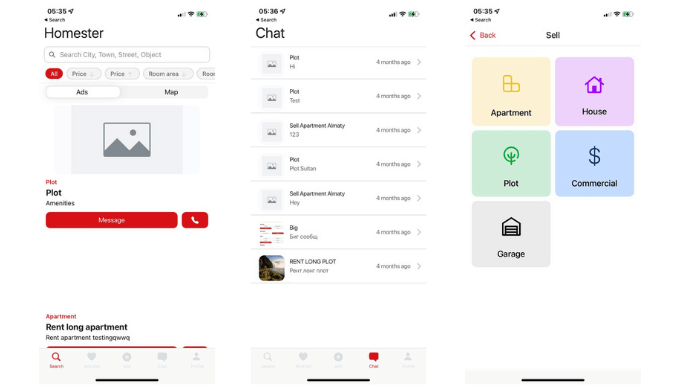 05:35
Search
Homester
Search City, Town, Street, Object
All
Price ↓
Price ↑
Room area ↓
Roon
Ads
Map
Plot
Plot
Amenities
Message
Apartment
Rent long apartment
Rent apartment testingqwwq
Search
05:36
Search
Chat
Plot
Hi
4 months ago
Plot
Test
4 months ago
Sell Apartment Almaty
123
4 months ago
Plot
Plot Sultan
4 months ago
Sell Apartment Almaty
Hey
4 months ago
Big
Биг сообщ
4 months ago
RENT LONG PLOT
Рент лонг плот
4 months ago
Chat
05:35
Search
Back
Sell
Apartment
House
Plot
Commercial
Garage